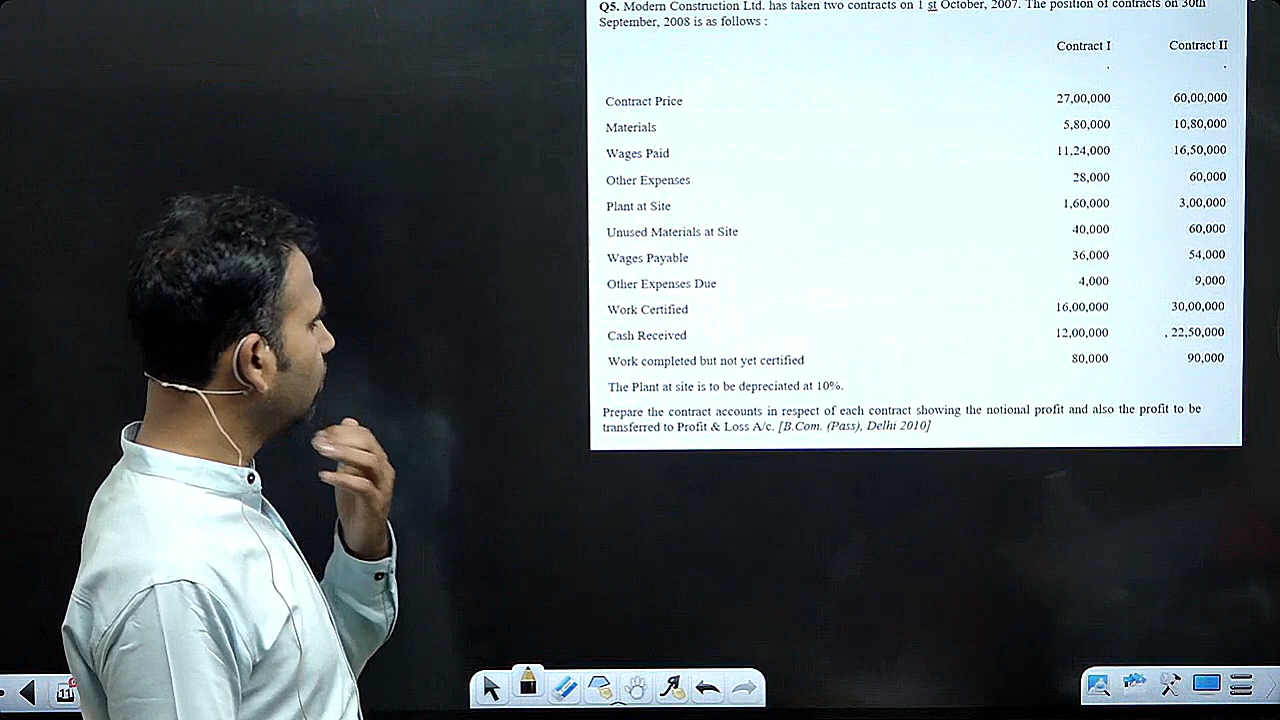 Q5. Modern Construction Ltd. has taken two contracts on 1 st October, 2007. The position of contracts on 30th
September, 2008 is as follows :
Contract I Contract II
Contract Price 27,00,000 60,00,000
Materials 5,80,000 10,80,000
Wages Paid 11,24,000 16,50,000
Other Expenses 28,000 60,000
Plant at Site 1,60,000 3,00,000
Unused Materials at Site 40,000 60,000
Wages Payable 36,000 54,000
Other Expenses Due 4,000 9,000
Work Certified 16,00,000 30,00,000
Cash Received 12,00,000 , 22,50,000
Work completed but not yet certified 80,000 90,000
The Plant at site is to be depreciated at 10%.
Prepare the contract accounts in respect of each contract showing the notional profit and also the profit to be
transferred to Profit & Loss A/c. [B.Com. (Pass), Delhi 2010]
11